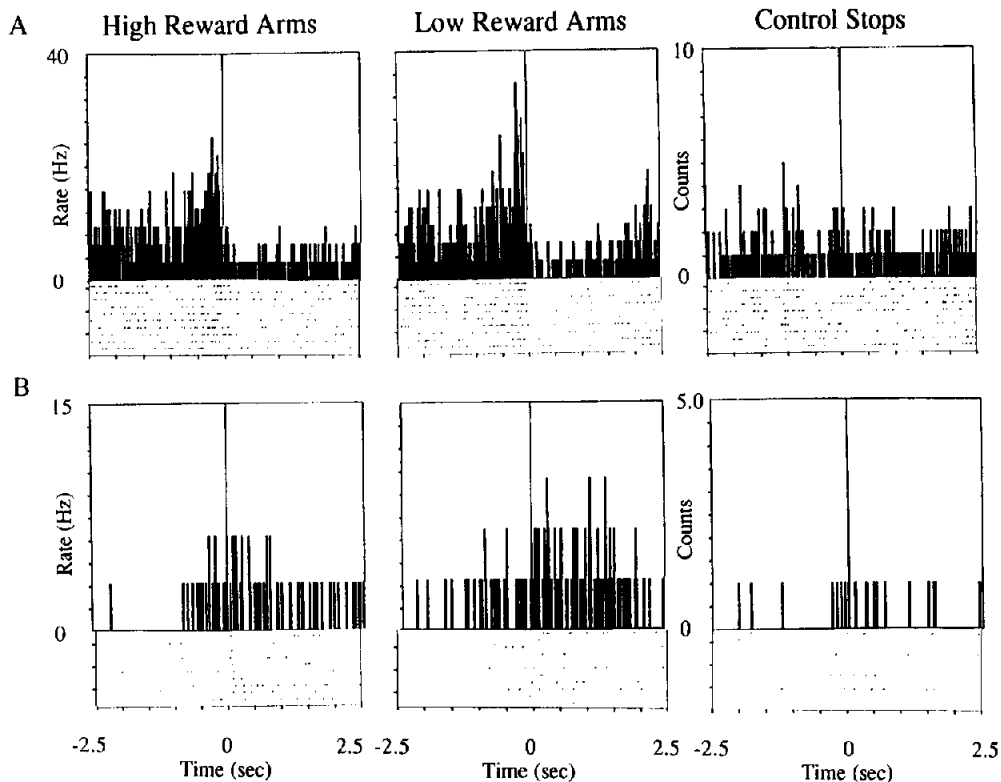 A
High Reward Arms
Low Reward Arms
Control Stops
40
Rate (Hz)
0
10
Counts
0
B
15
Rate (Hz)
0
5.0
Counts
0
-2.5 0 2.5
Time (sec)
-2.5 0 2.5
Time (sec)
-2.5 0 2.5
Time (sec)